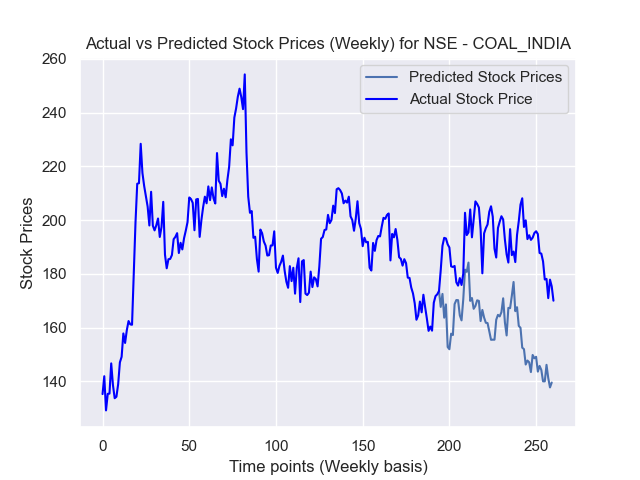 Actual vs Predicted Stock Prices (Weekly) for NSE - COAL_INDIA
Predicted Stock Prices
Actual Stock Price
Stock Prices
260
240
220
200
180
160
140
0 50 100 150 200 250
Time points (Weekly basis)